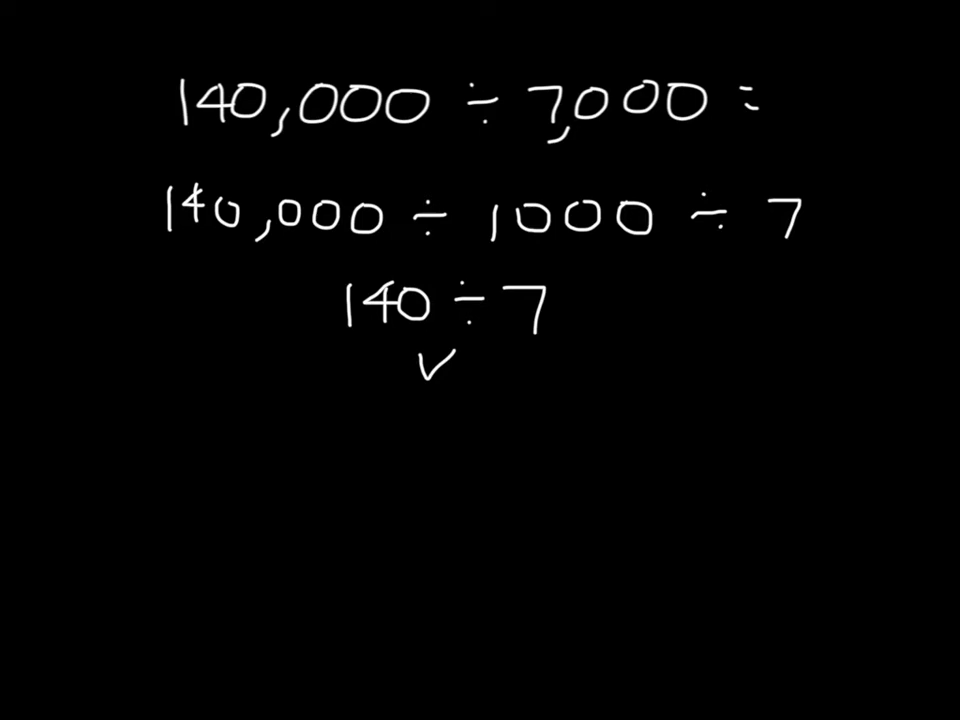 140,000 ÷ 7,000 =
140,000 ÷ 1000 ÷ 7
140 ÷ 7
✓